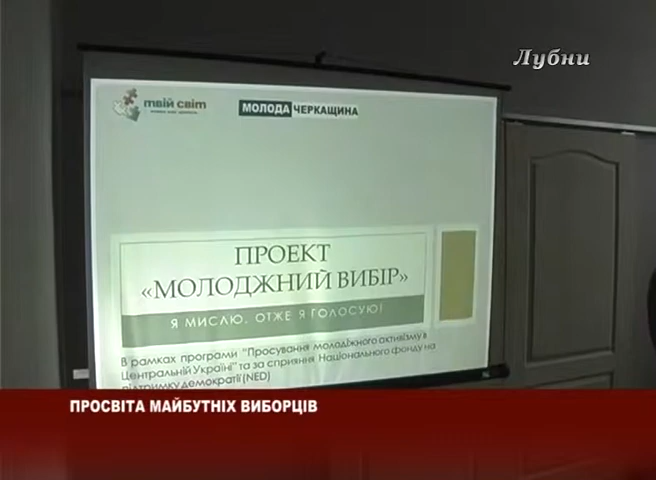 Лубни
твій світ
МОЛОДА ЧЕРКАЩИНА
ПРОЕКТ
«МОЛОДЖНИЙ ВИБІР»
Я МИСЛЮ, ОТЖЕ Я ГОЛОСУЮ!
В рамках програми "Просування молодіжного активізму в
Центральній Україні" та за сприяння Національного фонду на
підтримку демократії (NED)
ПРОСВІТА МАЙБУТНІХ ВИБОРЦІВ